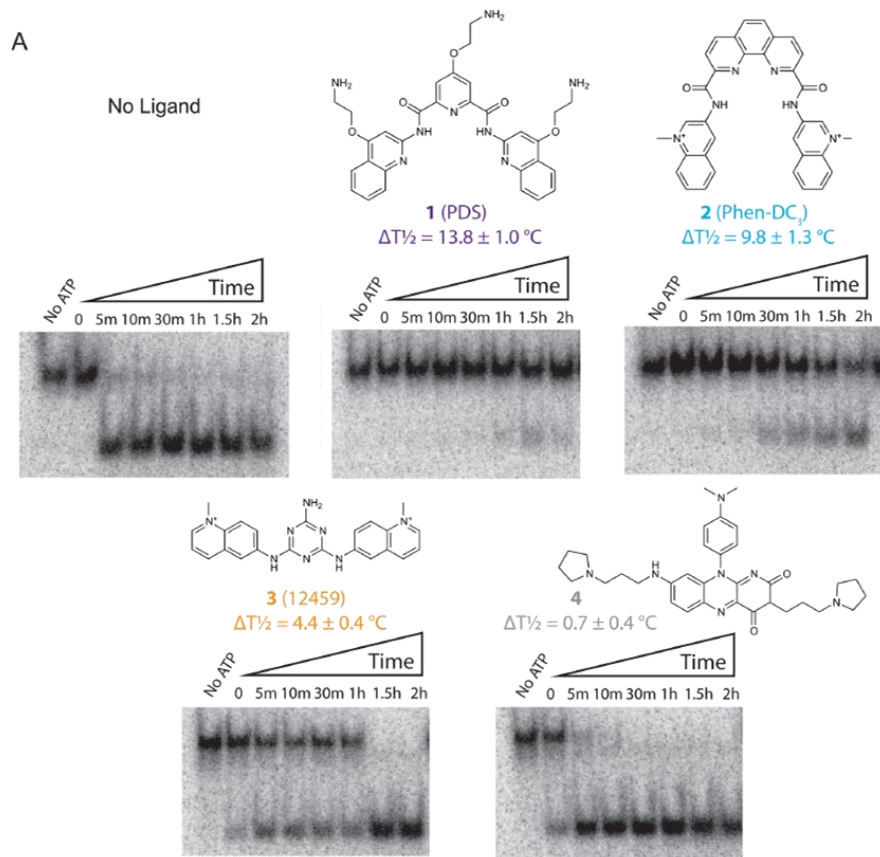 A
No Ligand
NH₂
NH₂
NH₂
O
O
O
N
NH
NH
O
O
N
N
1 (PDS)
ΔT½ = 13.8 ± 1.0 °C
N
N
O
O
NH
HN
N⁺
N⁺
2 (Phen-DC₃)
ΔT½ = 9.8 ± 1.3 °C
Time
No ATP
0 5m 10m 30m 1h 1.5h 2h
Time
No ATP
0 5m 10m 30m 1h 1.5h 2h
Time
No ATP
0 5m 10m 30m 1h 1.5h 2h
NH₂
N⁺
N
N
N⁺
N
H
N
N
H
3 (12459)
ΔT½ = 4.4 ± 0.4 °C
N
N
H
N
N
N
O
N
O
N
4
ΔT½ = 0.7 ± 0.4 °C
Time
No ATP
0 5m 10m 30m 1h 1.5h 2h
Time
No ATP
0 5m 10m 30m 1h 1.5h 2h